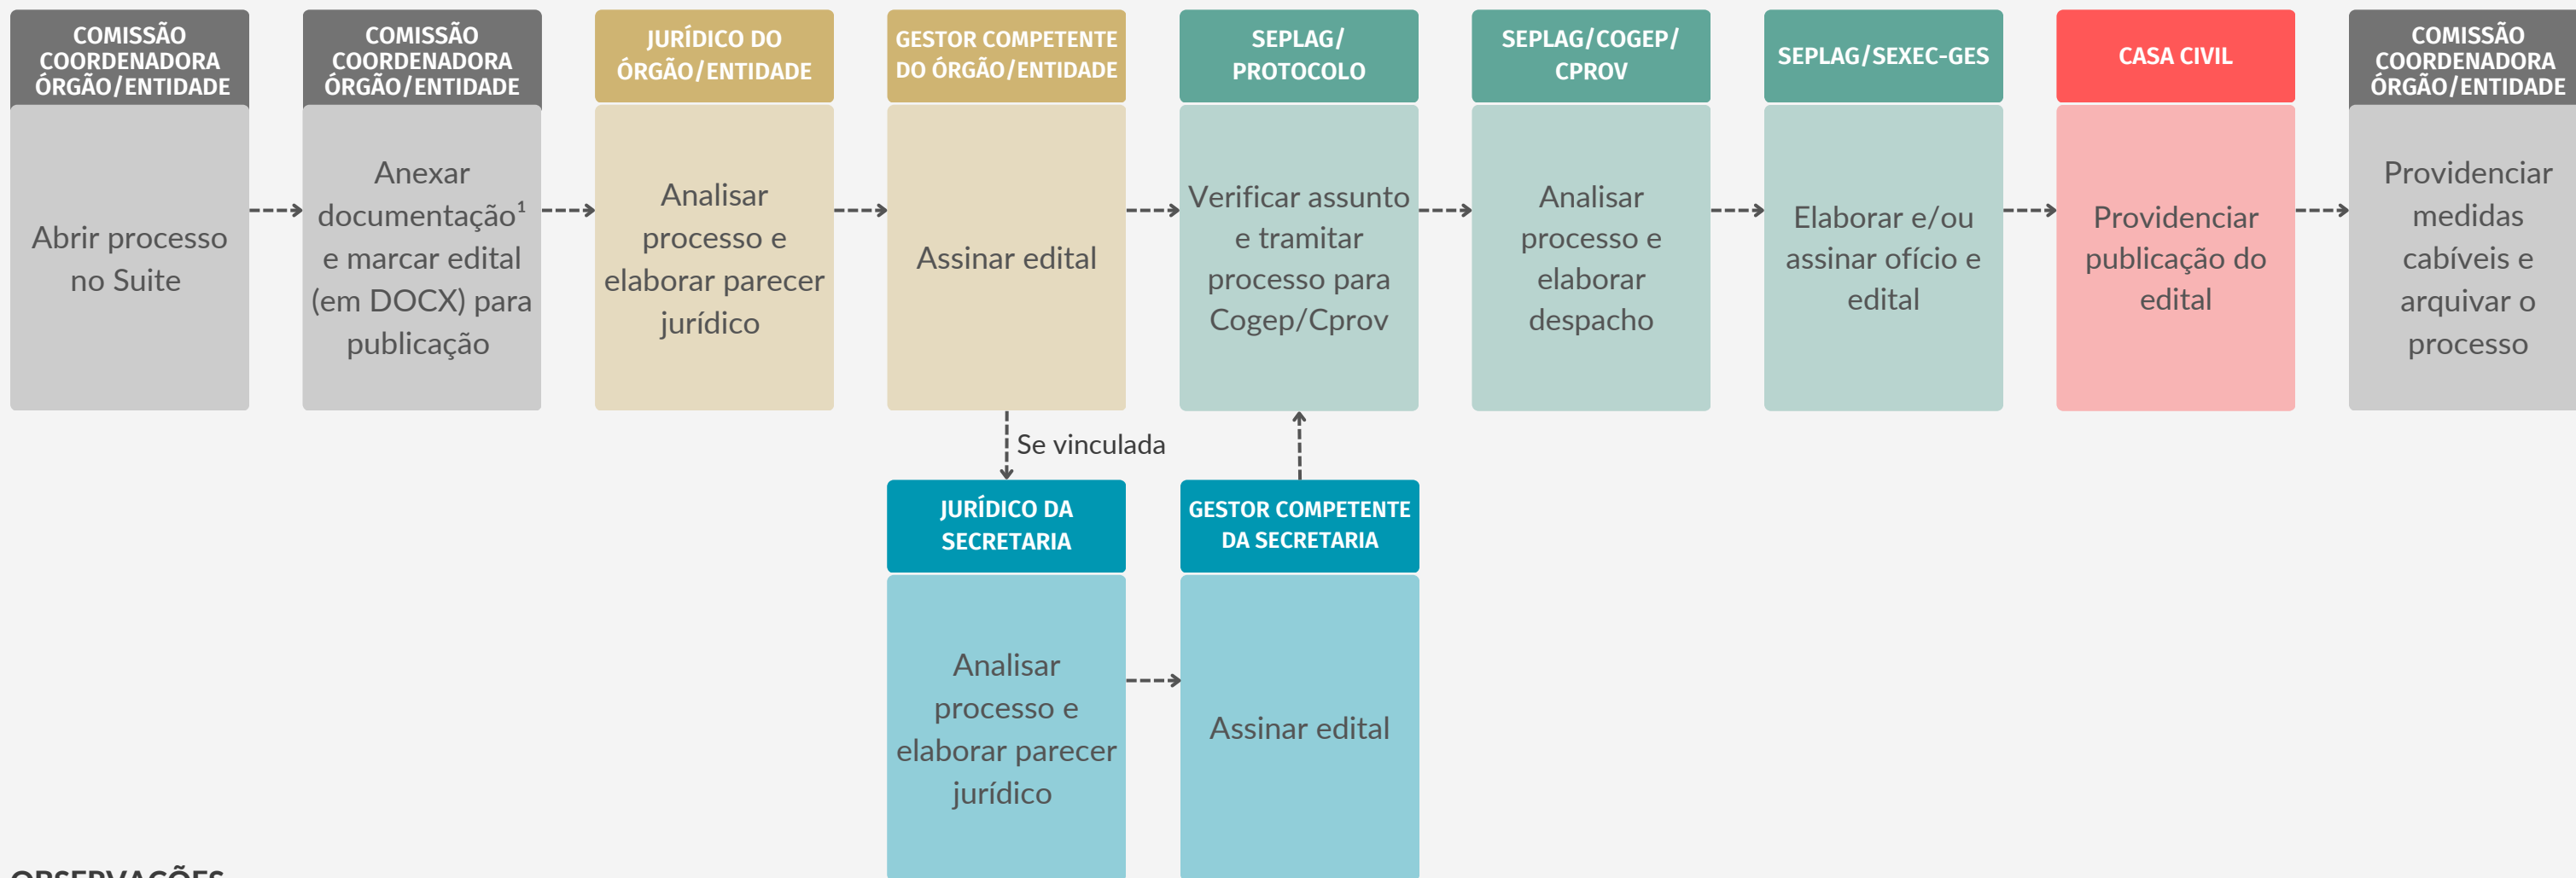 COMISSÃO
COORDENADORA
ÓRGÃO/ENTIDADE
Abrir processo
no Suite
COMISSÃO
COORDENADORA
ÓRGÃO/ENTIDADE
Anexar
documentação¹
e marcar edital
(em DOCX) para
publicação
JURÍDICO DO
ÓRGÃO/ENTIDADE
Analisar
processo e
elaborar parecer
jurídico
GESTOR COMPETENTE
DO ÓRGÃO/ENTIDADE
Assinar edital
SEPLAG/
PROTOCOLO
Verificar assunto
e tramitar
processo para
Cogep/Cprov
SEPLAG/COGEP/
CPROV
Analisar
processo e
elaborar
despacho
SEPLAG/SEXEC-GES
Elaborar e/ou
assinar ofício e
edital
CASA CIVIL
Providenciar
publicação do
edital
COMISSÃO
COORDENADORA
ÓRGÃO/ENTIDADE
Providenciar
medidas
cabíveis e
arquivar o
processo
Se vinculada
JURÍDICO DA
SECRETARIA
Analisar
processo e
elaborar parecer
jurídico
GESTOR COMPETENTE
DA SECRETARIA
Assinar edital
OBSERVAÇÕES